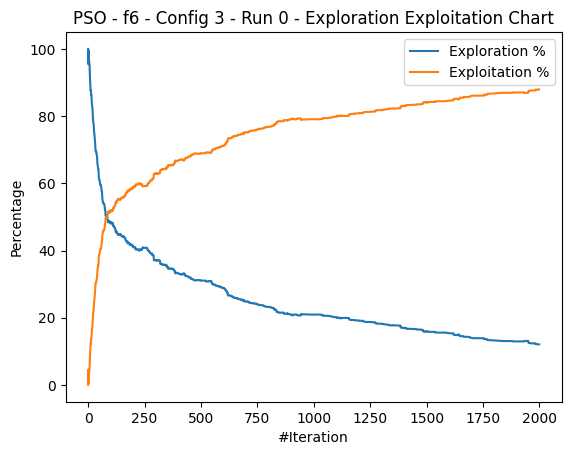 PSO - f6 - Config 3 - Run 0 - Exploration Exploitation Chart
Exploration %
Exploitation %
Percentage
100
80
60
40
20
0
0 250 500 750 1000 1250 1500 1750 2000
#Iteration